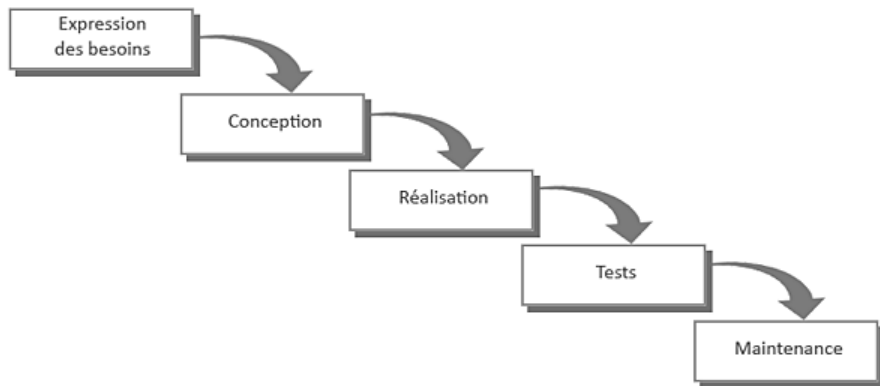 Expression
des besoins
Conception
Réalisation
Tests
Maintenance